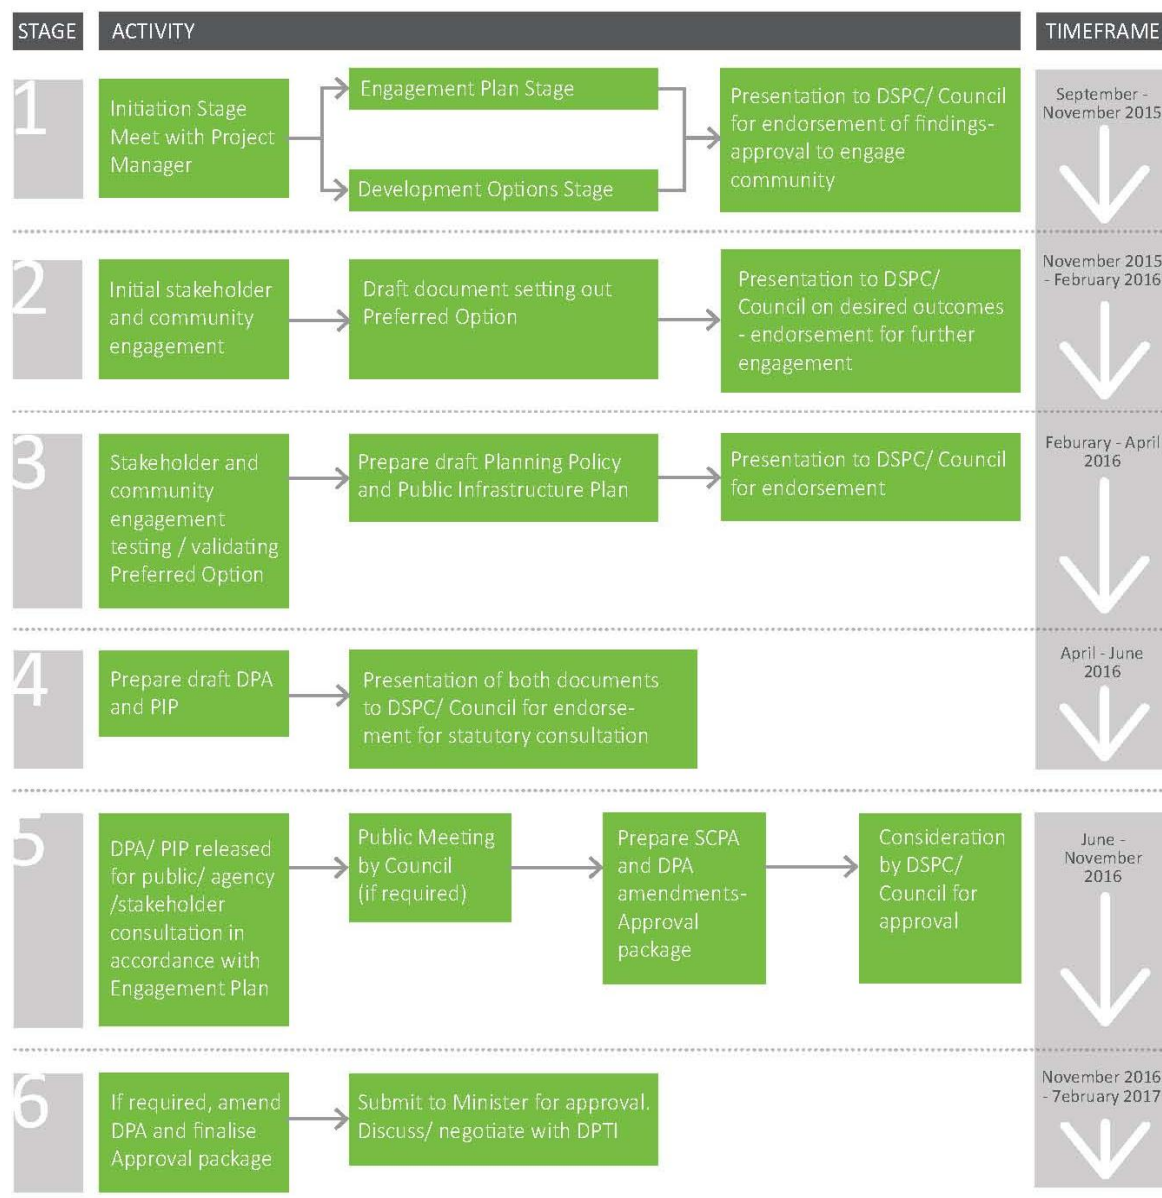 STAGE
ACTIVITY
TIMEFRAME
1
Initiation Stage
Meet with Project
Manager
Engagement Plan Stage
Development Options Stage
Presentation to DSPC/ Council
for endorsement of findings-
approval to engage
community
September -
November 2015
2
Initial stakeholder
and community
engagement
Draft document setting out
Preferred Option
Presentation to DSPC/
Council on desired outcomes
- endorsement for further
engagement
November 2015
- February 2016
3
Stakeholder and
community
engagement
testing / validating
Preferred Option
Prepare draft Planning Policy
and Public Infrastructure Plan
Presentation to DSPC/ Council
for endorsement
Feburary - April
2016
4
Prepare draft DPA
and PIP
Presentation of both documents
to DSPC/ Council for endorse-
ment for statutory consultation
April - June
2016
5
DPA/ PIP released
for public/ agency
/stakeholder
consultation in
accordance with
Engagement Plan
Public Meeting
by Council
(if required)
Prepare SCPA
and DPA
amendments-
Approval
package
Consideration
by DSPC/
Council for
approval
June -
November
2016
6
If required, amend
DPA and finalise
Approval package
Submit to Minister for approval.
Discuss/ negotiate with DPTI
November 2016
- 7ebruary 2017